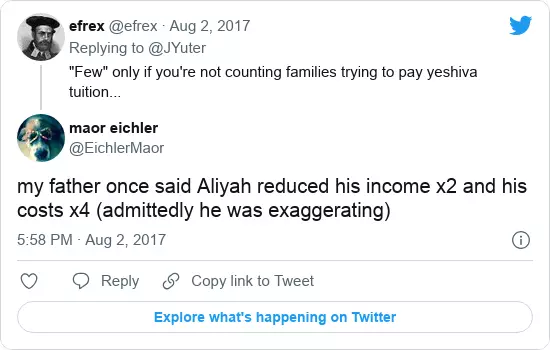 efrex @efrex · Aug 2, 2017
Replying to @JYuter
"Few" only if you're not counting families trying to pay yeshiva
tuition...
maor eichler
@EichlerMaor
my father once said Aliyah reduced his income x2 and his
costs x4 (admittedly he was exaggerating)
5:58 PM · Aug 2, 2017
Reply
Copy link to Tweet
Explore what's happening on Twitter